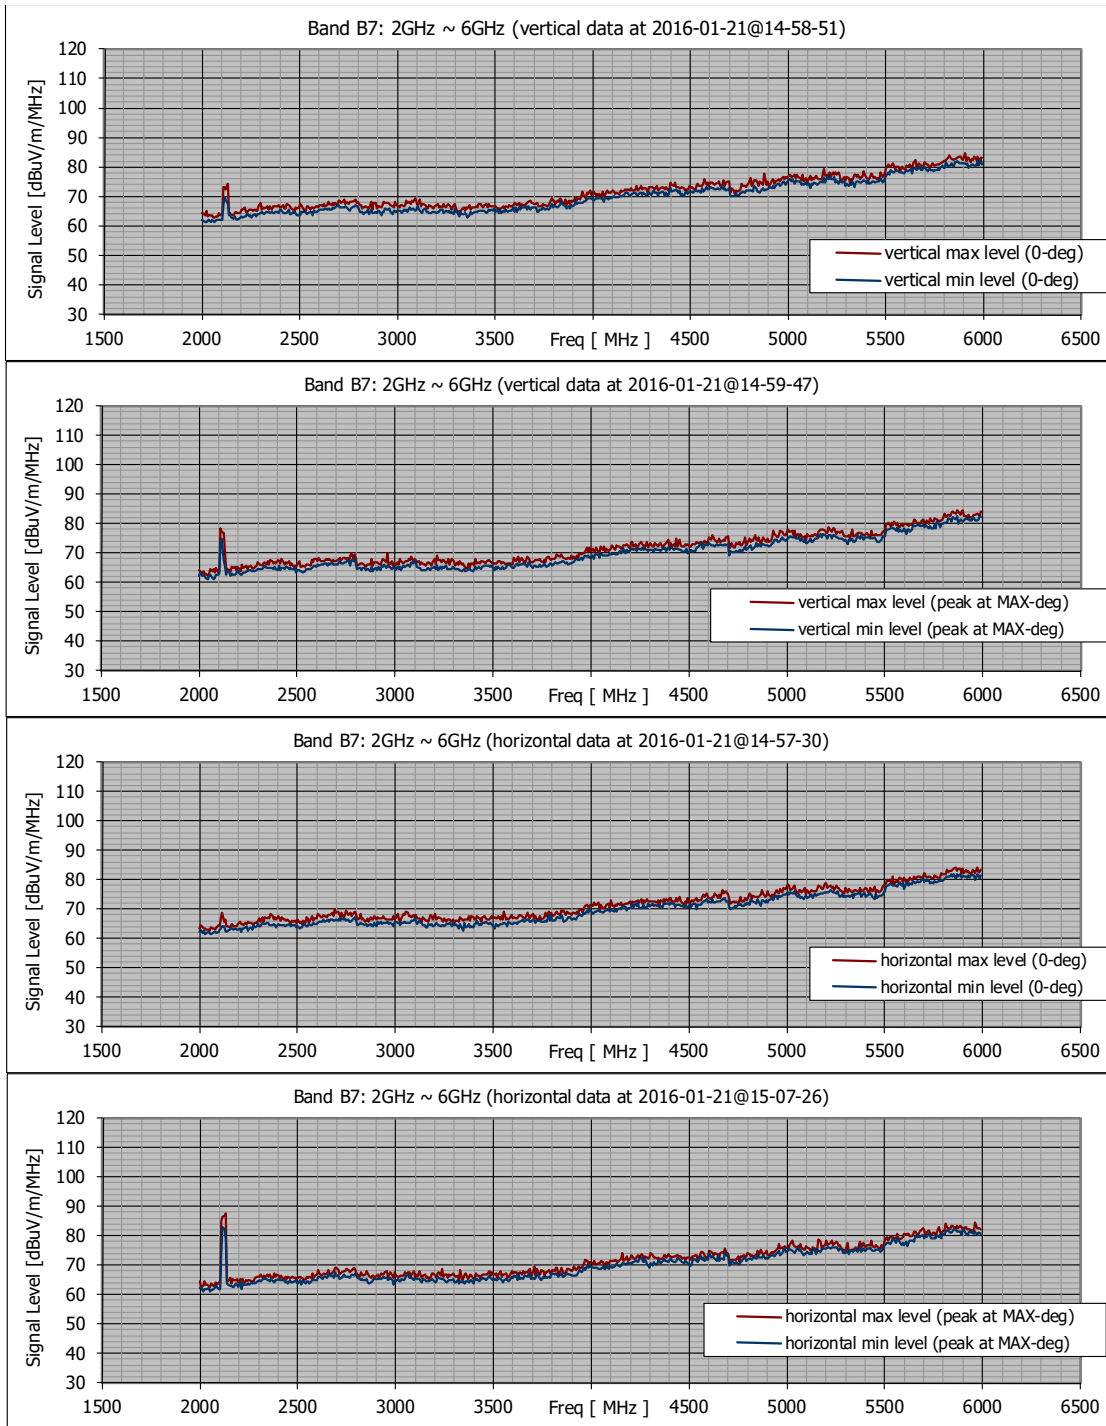 Band B7: 2GHz ~ 6GHz (vertical data at 2016-01-21@14-58-51)
120
110
100
90
80
70
60
50
40
30
Signal Level [dBuV/m/MHz]
vertical max level (0-deg)
vertical min level (0-deg)
1500 2000 2500 3000 3500 Freq [ MHz ] 4500 5000 5500 6000 6500
Band B7: 2GHz ~ 6GHz (vertical data at 2016-01-21@14-59-47)
120
110
100
90
80
70
60
50
40
30
Signal Level [dBuV/m/MHz]
vertical max level (peak at MAX-deg)
vertical min level (peak at MAX-deg)
1500 2000 2500 3000 3500 Freq [ MHz ] 4500 5000 5500 6000 6500
Band B7: 2GHz ~ 6GHz (horizontal data at 2016-01-21@14-57-30)
120
110
100
90
80
70
60
50
40
30
Signal Level [dBuV/m/MHz]
horizontal max level (0-deg)
horizontal min level (0-deg)
1500 2000 2500 3000 3500 Freq [ MHz ] 4500 5000 5500 6000 6500
Band B7: 2GHz ~ 6GHz (horizontal data at 2016-01-21@15-07-26)
120
110
100
90
80
70
60
50
40
30
Signal Level [dBuV/m/MHz]
horizontal max level (peak at MAX-deg)
horizontal min level (peak at MAX-deg)
1500 2000 2500 3000 3500 Freq [ MHz ] 4500 5000 5500 6000 6500